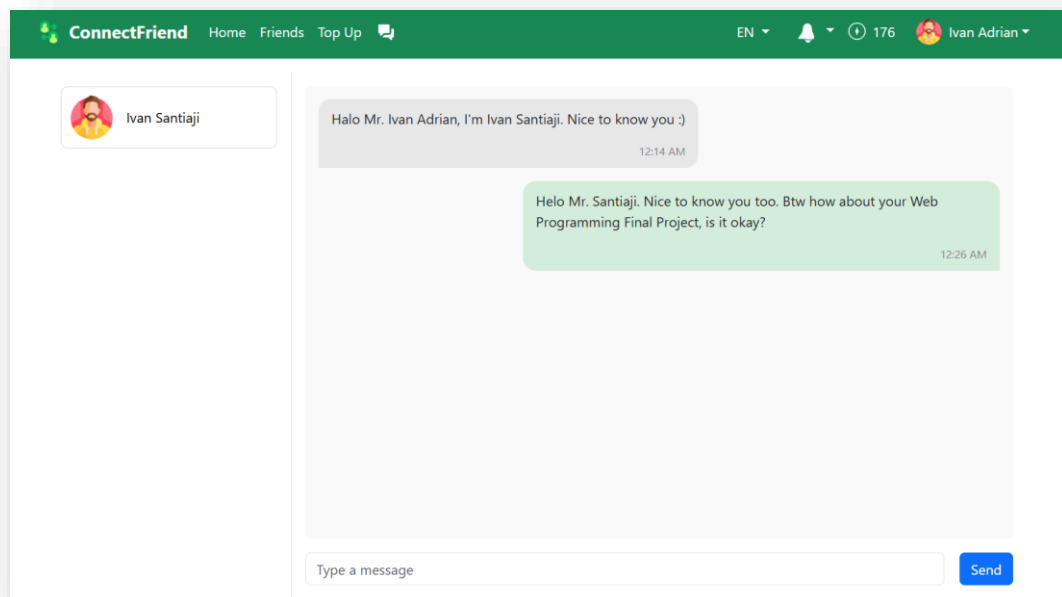 ConnectFriend Home Friends Top Up EN 176 Ivan Adrian
Ivan Santiaji
Halo Mr. Ivan Adrian, I'm Ivan Santiaji. Nice to know you :)
12:14 AM
Helo Mr. Santiaji. Nice to know you too. Btw how about your Web
Programming Final Project, is it okay?
12:26 AM
Type a message
Send